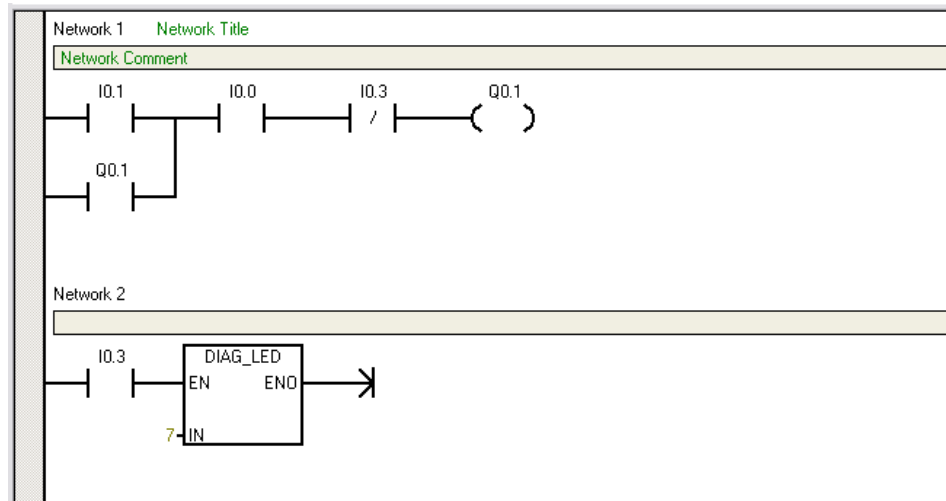 Network 1 Network Title
Network Comment
I0.1 I0.0 I0.3 Q0.1
/
Q0.1
Network 2
I0.3 DIAG_LED
EN ENO
7 IN